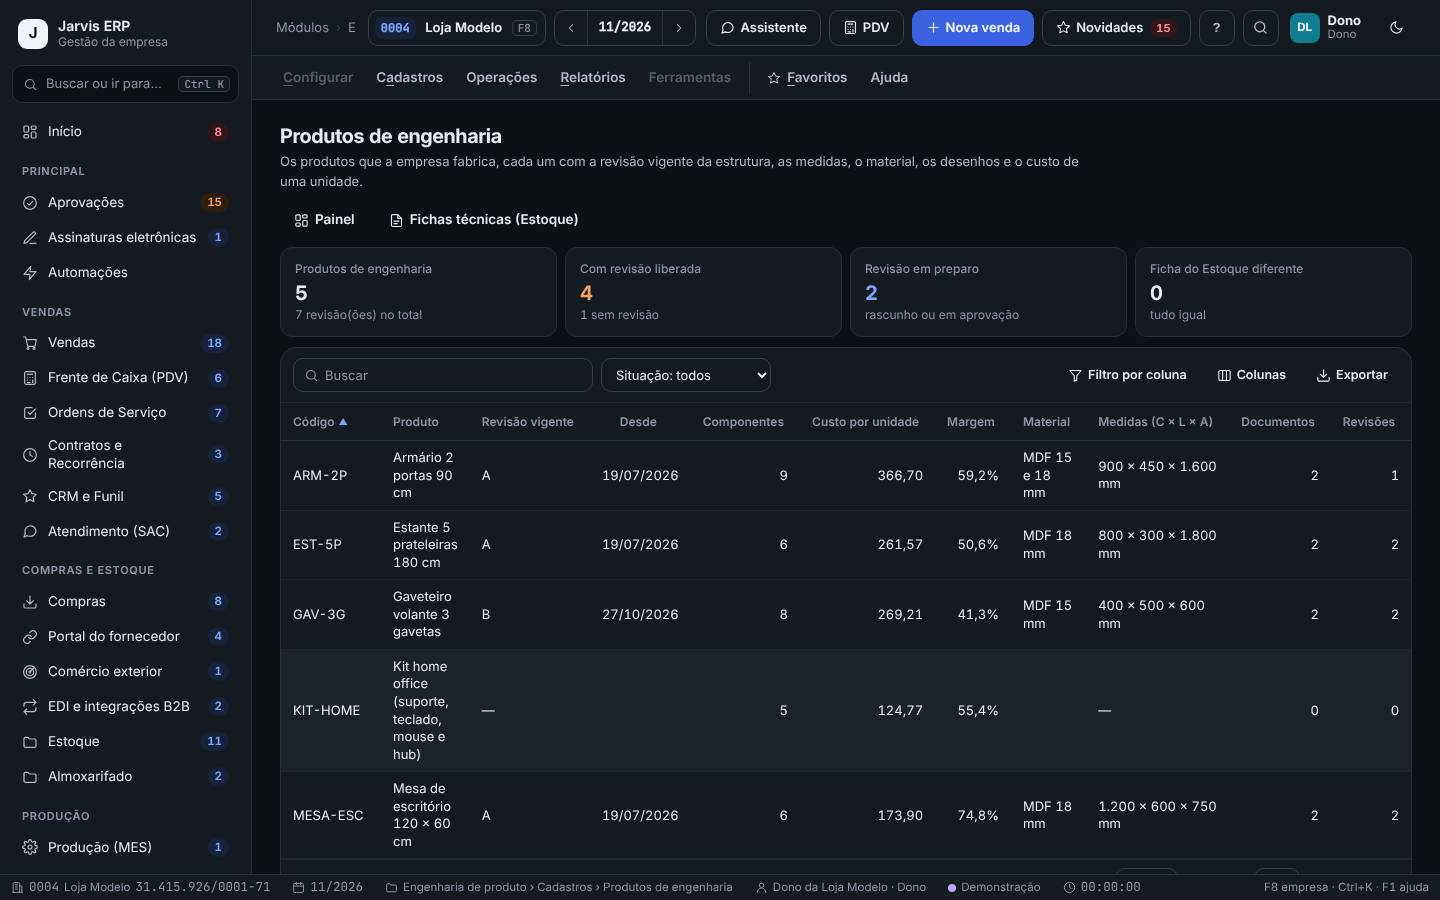 J
Jarvis ERP
Gestão da empresa
Buscar ou ir para...
Ctrl K
Início
8
PRINCIPAL
Aprovações
15
Assinaturas eletrônicas
1
Automações
VENDAS
Vendas
18
Frente de Caixa (PDV)
6
Ordens de Serviço
7
Contratos e
Recorrência
3
CRM e Funil
5
Atendimento (SAC)
2
COMPRAS E ESTOQUE
Compras
8
Portal do fornecedor
4
Comércio exterior
1
EDI e integrações B2B
2
Estoque
11
Almoxarifado
2
PRODUÇÃO
Produção (MES)
1
Módulos › E
0004 Loja Modelo F8
‹ 11/2026 ›
Assistente
PDV
+ Nova venda
Novidades 15
?
DL
Dono
Dono
Configurar
Cadastros
Operações
Relatórios
Ferramentas
Favoritos
Ajuda
Produtos de engenharia
Os produtos que a empresa fabrica, cada um com a revisão vigente da estrutura, as medidas, o material, os desenhos e o custo de
uma unidade.
Painel
Fichas técnicas (Estoque)
Produtos de engenharia
5
7 revisão(ões) no total
Com revisão liberada
4
1 sem revisão
Revisão em preparo
2
rascunho ou em aprovação
Ficha do Estoque diferente
0
tudo igual
Buscar
Situação: todos
Filtro por coluna
Colunas
Exportar
Código ▲ Produto Revisão vigente Desde Componentes Custo por unidade Margem Material Medidas (C × L × A) Documentos Revisões
ARM-2P
Armário 2
portas 90
cm
A
19/07/2026
9
366,70
59,2%
MDF 15
e 18
mm
900 × 450 × 1.600
mm
2
1
EST-5P
Estante 5
prateleiras
180 cm
A
19/07/2026
6
261,57
50,6%
MDF 18
mm
800 × 300 × 1.800
mm
2
2
GAV-3G
Gaveteiro
volante 3
gavetas
B
27/10/2026
8
269,21
41,3%
MDF 15
mm
400 × 500 × 600
mm
2
2
KIT-HOME
Kit home
office
(suporte,
teclado,
mouse e
hub)
—
5
124,77
55,4%
—
0
0
MESA-ESC
Mesa de
escritório
120 × 60
cm
A
19/07/2026
6
173,90
74,8%
MDF 18
mm
1.200 × 600 × 750
mm
2
2
0004 Loja Modelo 31.415.926/0001-71
11/2026
Engenharia de produto › Cadastros › Produtos de engenharia
Dono da Loja Modelo · Dono
Demonstração
00:00:00
F8 empresa · Ctrl+K · F1 ajuda